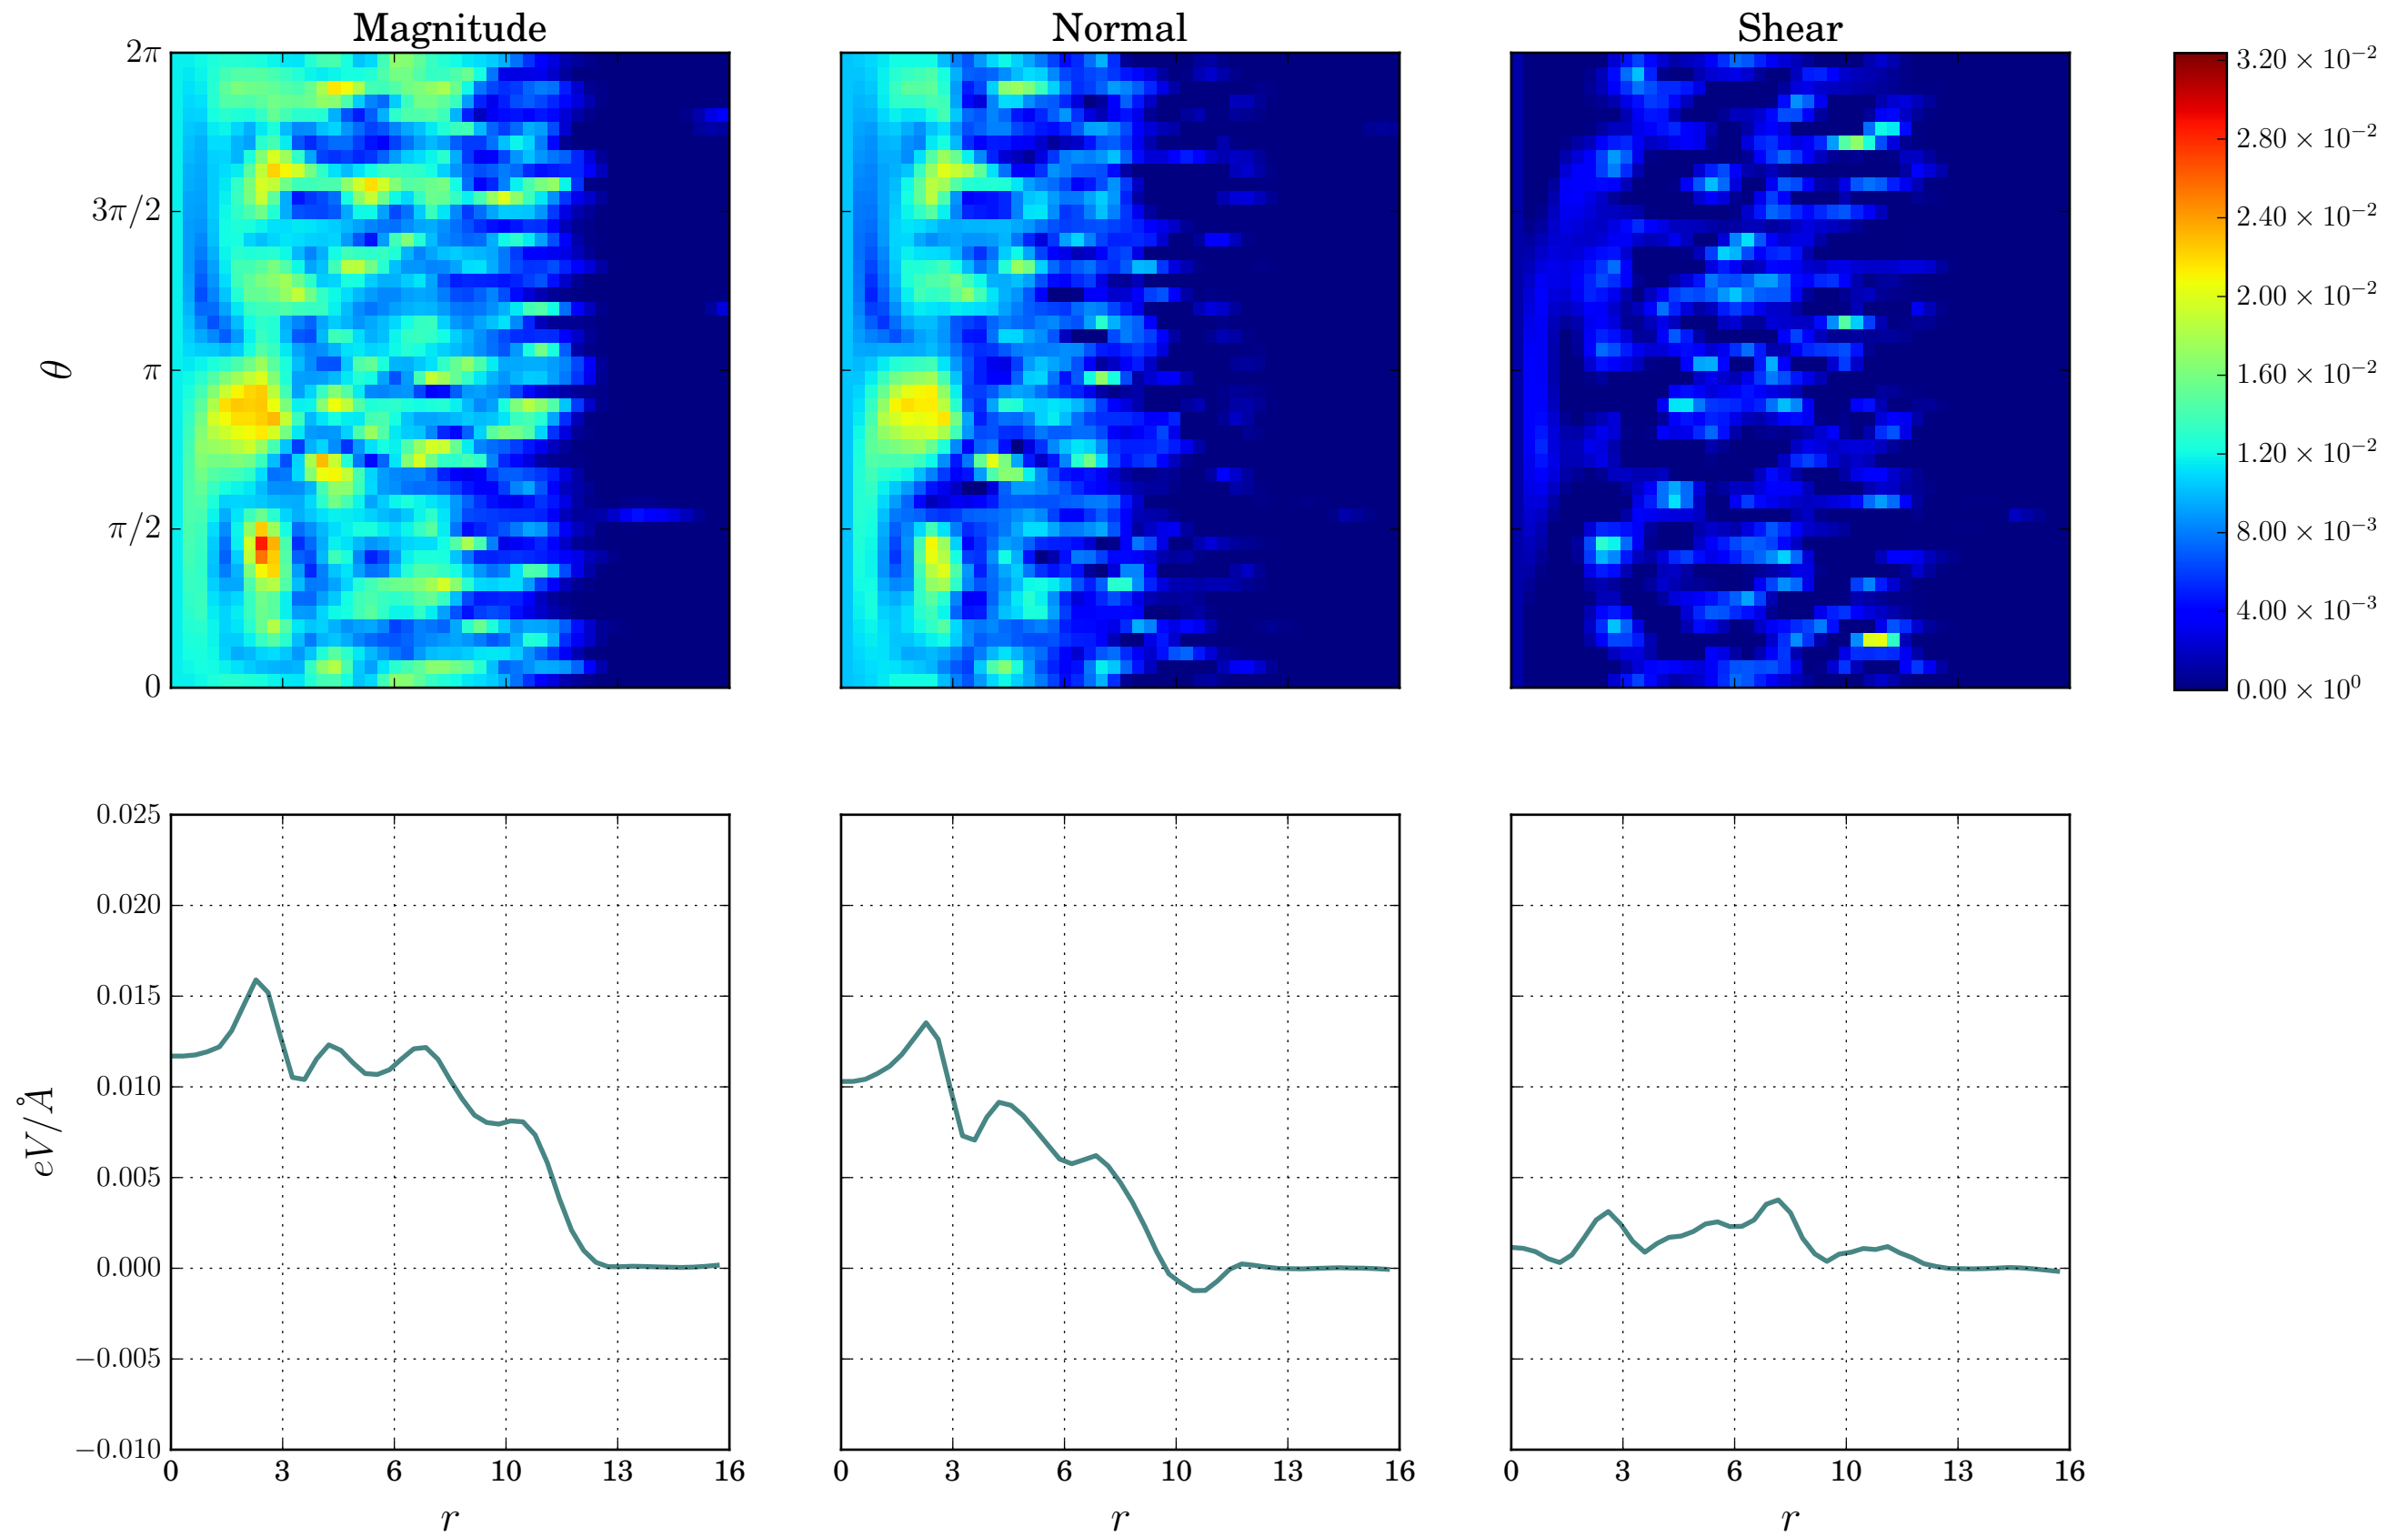 Magnitude
Normal
Shear
2π
3π/2
π
π/2
0
θ
3.20 × 10⁻²
2.80 × 10⁻²
2.40 × 10⁻²
2.00 × 10⁻²
1.60 × 10⁻²
1.20 × 10⁻²
8.00 × 10⁻³
4.00 × 10⁻³
0.00 × 10⁰
0.025
0.020
0.015
0.010
0.005
0.000
−0.005
−0.010
eV/Å
0 3 6 10 13 16
0 3 6 10 13 16
0 3 6 10 13 16
r
r
r